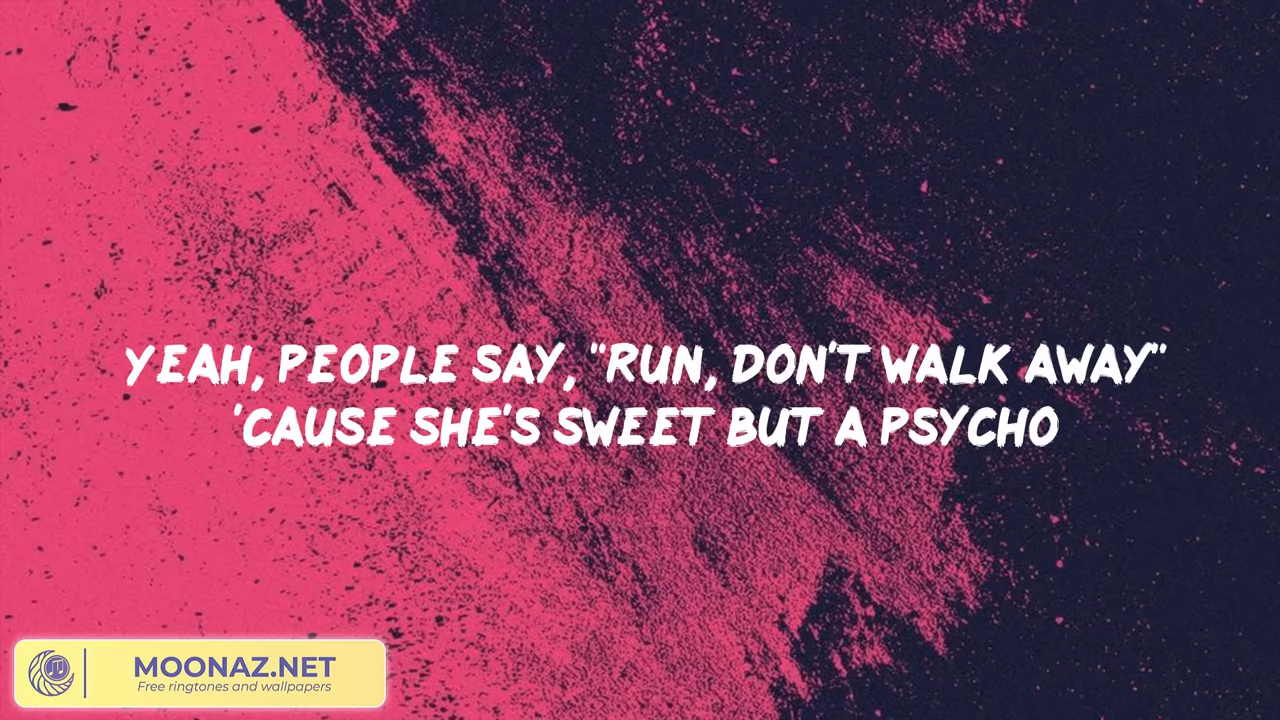 YEAH, PEOPLE SAY, "RUN, DON'T WALK AWAY"
'CAUSE SHE'S SWEET BUT A PSYCHO
MOONAZ.NET
Free ringtones and wallpapers